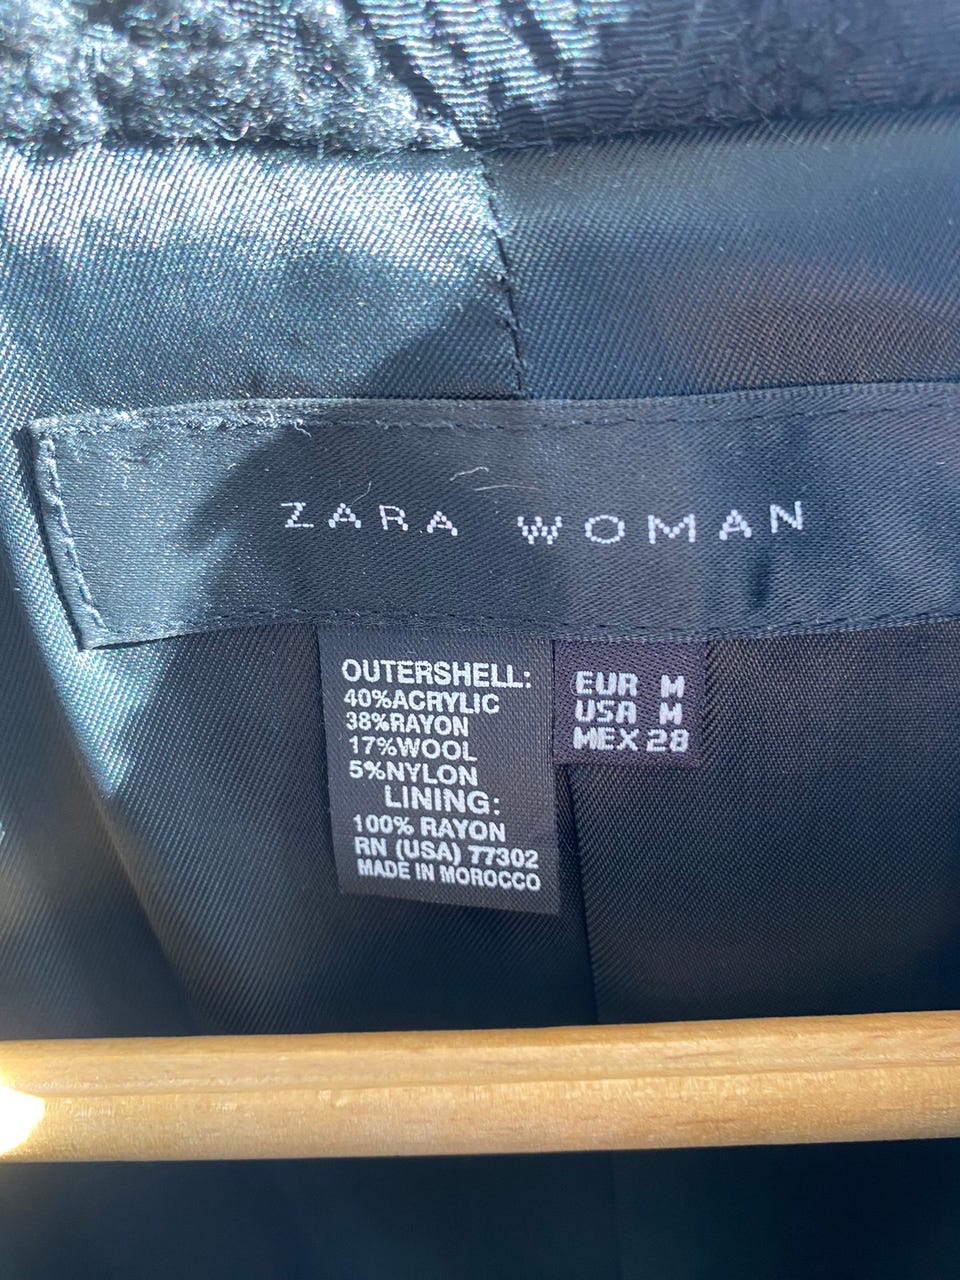 ZARA WOMAN
OUTERSHELL:
40%ACRYLIC
38%RAYON
17%WOOL
5%NYLON
LINING:
100% RAYON
RN (USA) 77302
MADE IN MOROCCO
EUR M
USA M
MEX 28